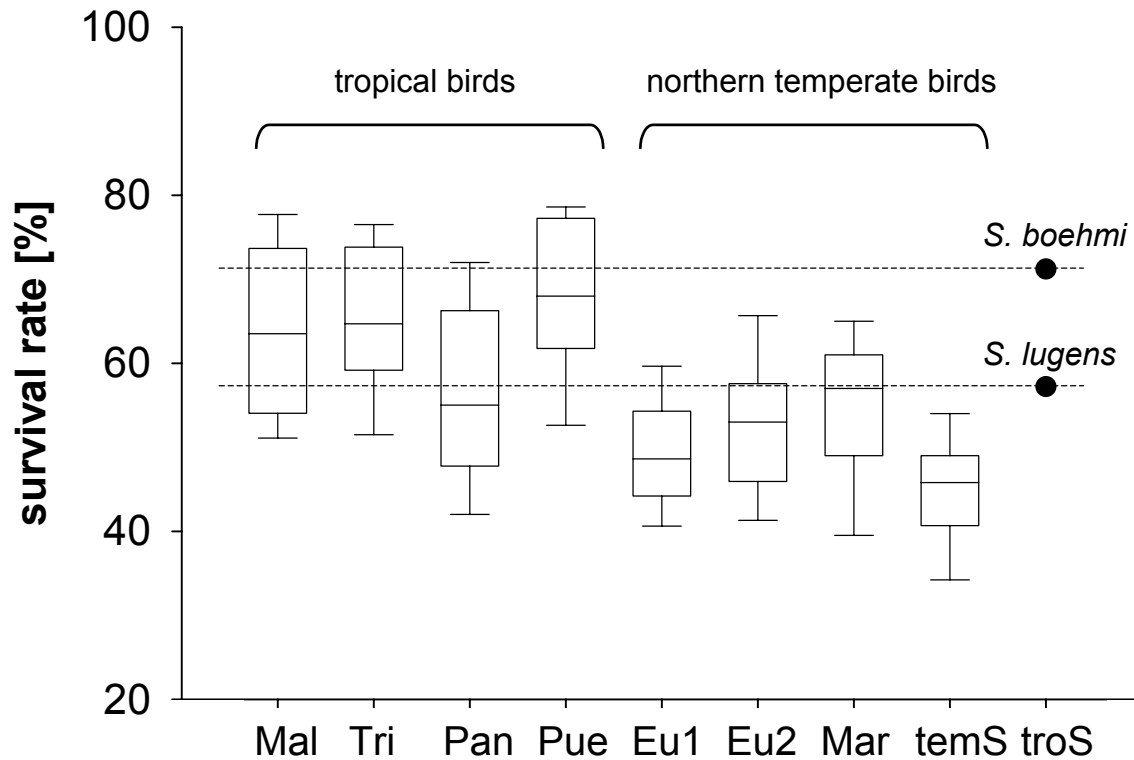 100
tropical birds northern temperate birds
80
S. boehmi
S. lugens
60
40
20
survival rate [%]
Mal Tri Pan Pue Eu1 Eu2 Mar temS troS